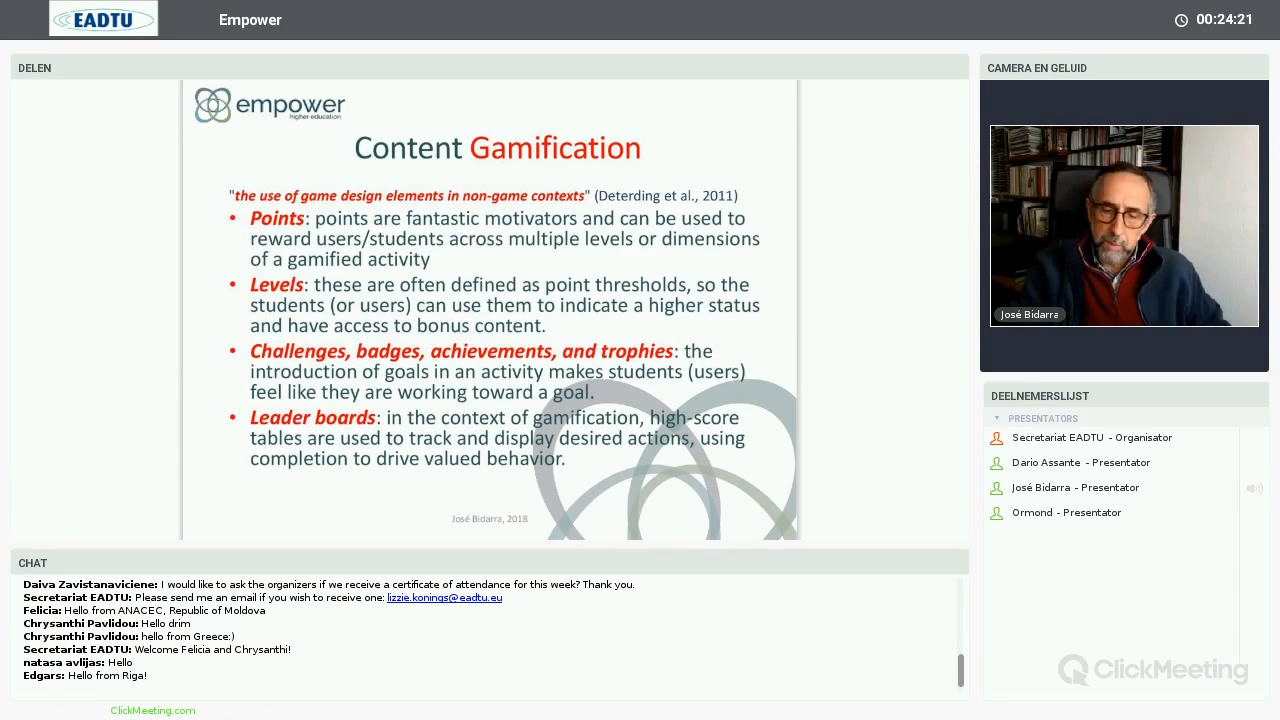 EADTU
Empower
00:24:21
DELEN
empower
higher education
Content Gamification
"the use of game design elements in non-game contexts" (Deterding et al., 2011)
• Points: points are fantastic motivators and can be used to
reward users/students across multiple levels or dimensions
of a gamified activity
• Levels: these are often defined as point thresholds, so the
students (or users) can use them to indicate a higher status
and have access to bonus content.
• Challenges, badges, achievements, and trophies: the
introduction of goals in an activity makes students (users)
feel like they are working toward a goal.
• Leader boards: in the context of gamification, high-score
tables are used to track and display desired actions, using
completion to drive valued behavior.
José Bidarra, 2018
CAMERA EN GELUID
José Bidarra
DEELNEMERSLIJST
PRESENTATORS
Secretariat EADTU - Organisator
Dario Assante - Presentator
José Bidarra - Presentator
Ormond - Presentator
CHAT
Daiva Zavistanaviciene: I would like to ask the organizers if we receive a certificate of attendance for this week? Thank you.
Secretariat EADTU: Please send me an email if you wish to receive one: lizzie.konings@eadtu.eu
Felicia: Hello from ANACEC, Republic of Moldova
Chrysanthi Pavlidou: Hello drim
Chrysanthi Pavlidou: hello from Greece:)
Secretariat EADTU: Welcome Felicia and Chrysanthi!
natasa avlijas: Hello
Edgars: Hello from Riga!
ClickMeeting
ClickMeeting.com